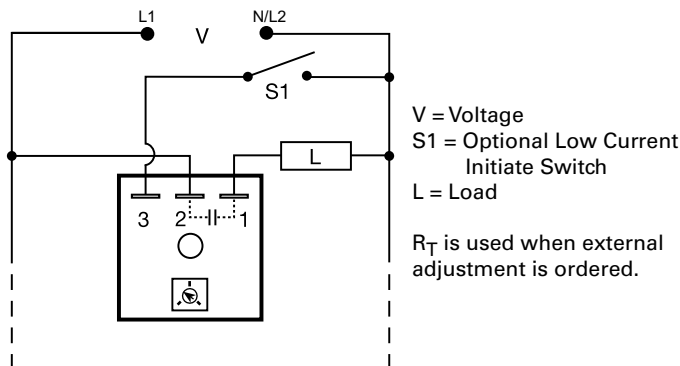 L1 V N/L2
S1
L
3 2 1
V = Voltage
S1 = Optional Low Current
Initiate Switch
L = Load
R_T is used when external
adjustment is ordered.